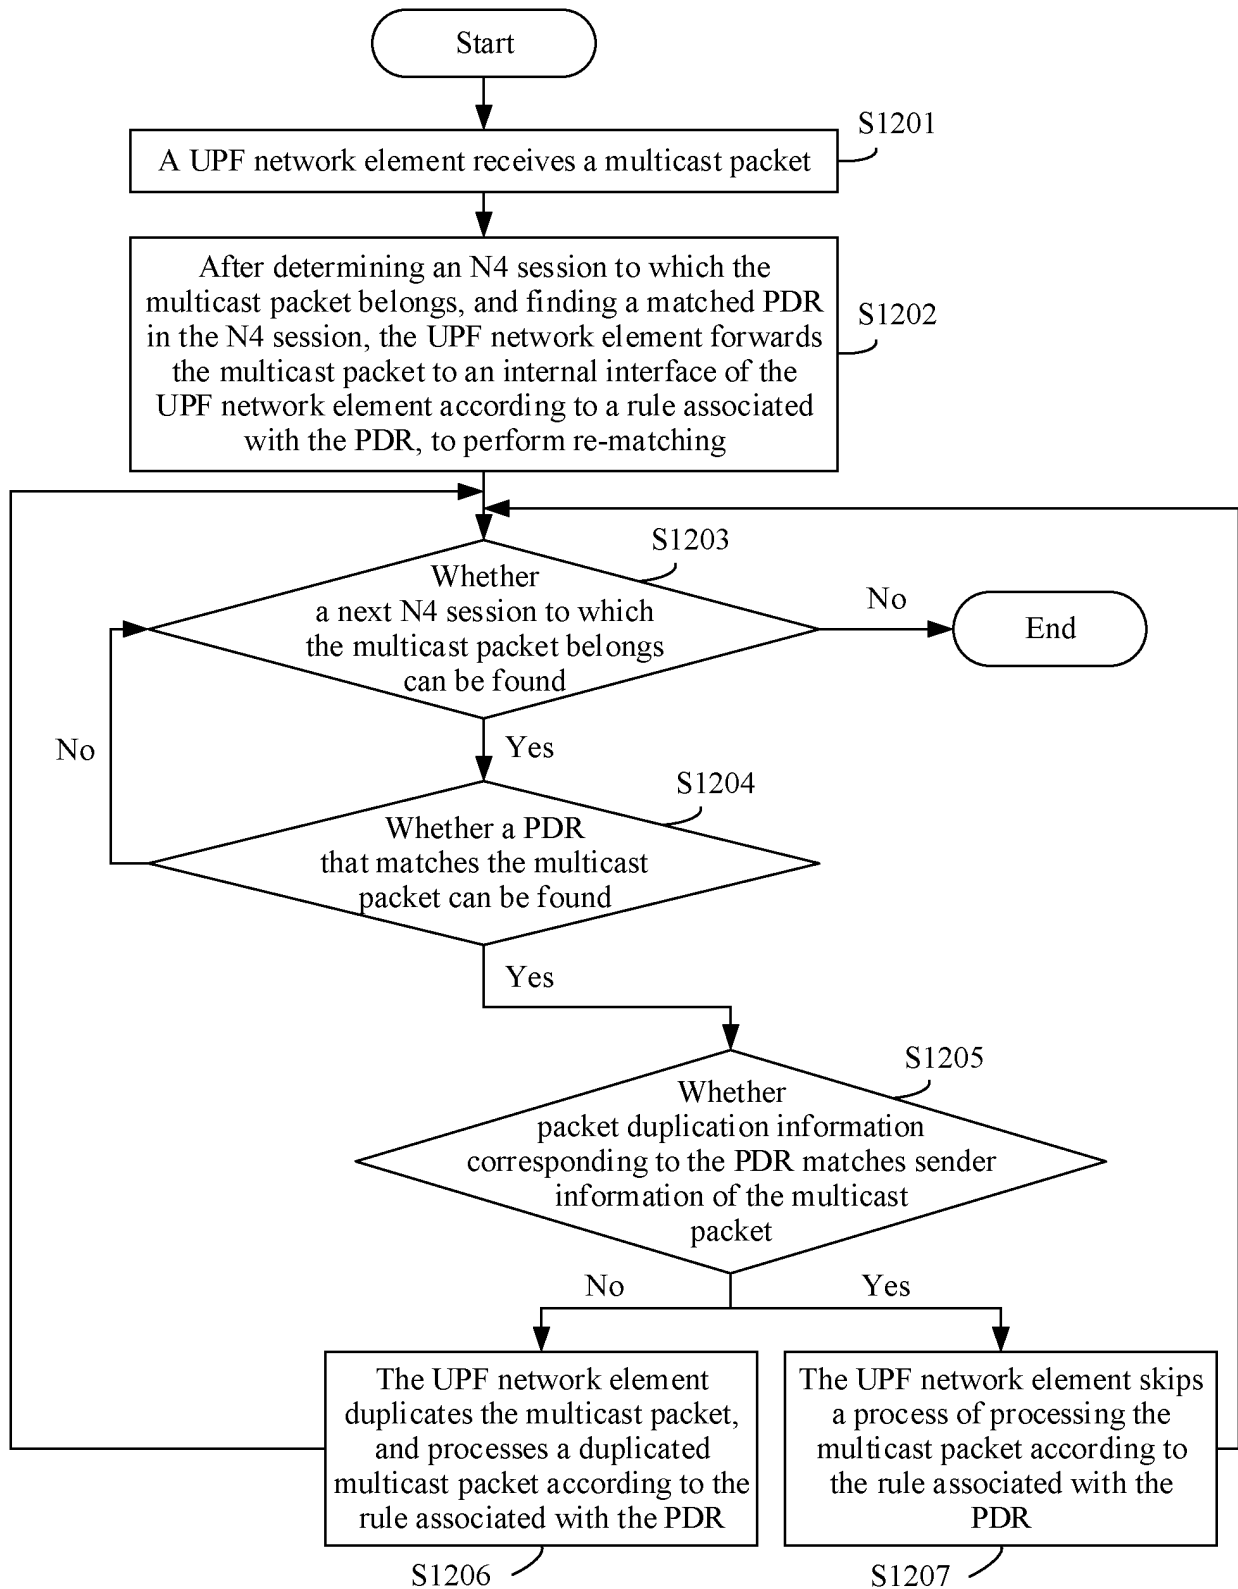 Start
S1201
A UPF network element receives a multicast packet
After determining an N4 session to which the
multicast packet belongs, and finding a matched PDR
in the N4 session, the UPF network element forwards
the multicast packet to an internal interface of the
UPF network element according to a rule associated
with the PDR, to perform re-matching
S1202
S1203
Whether
a next N4 session to which
the multicast packet belongs
can be found
No
End
No
Yes
S1204
Whether a PDR
that matches the multicast
packet can be found
Yes
S1205
Whether
packet duplication information
corresponding to the PDR matches sender
information of the multicast
packet
No
Yes
The UPF network element
duplicates the multicast packet,
and processes a duplicated
multicast packet according to the
rule associated with the PDR
The UPF network element skips
a process of processing the
multicast packet according to
the rule associated with the
PDR
S1206
S1207